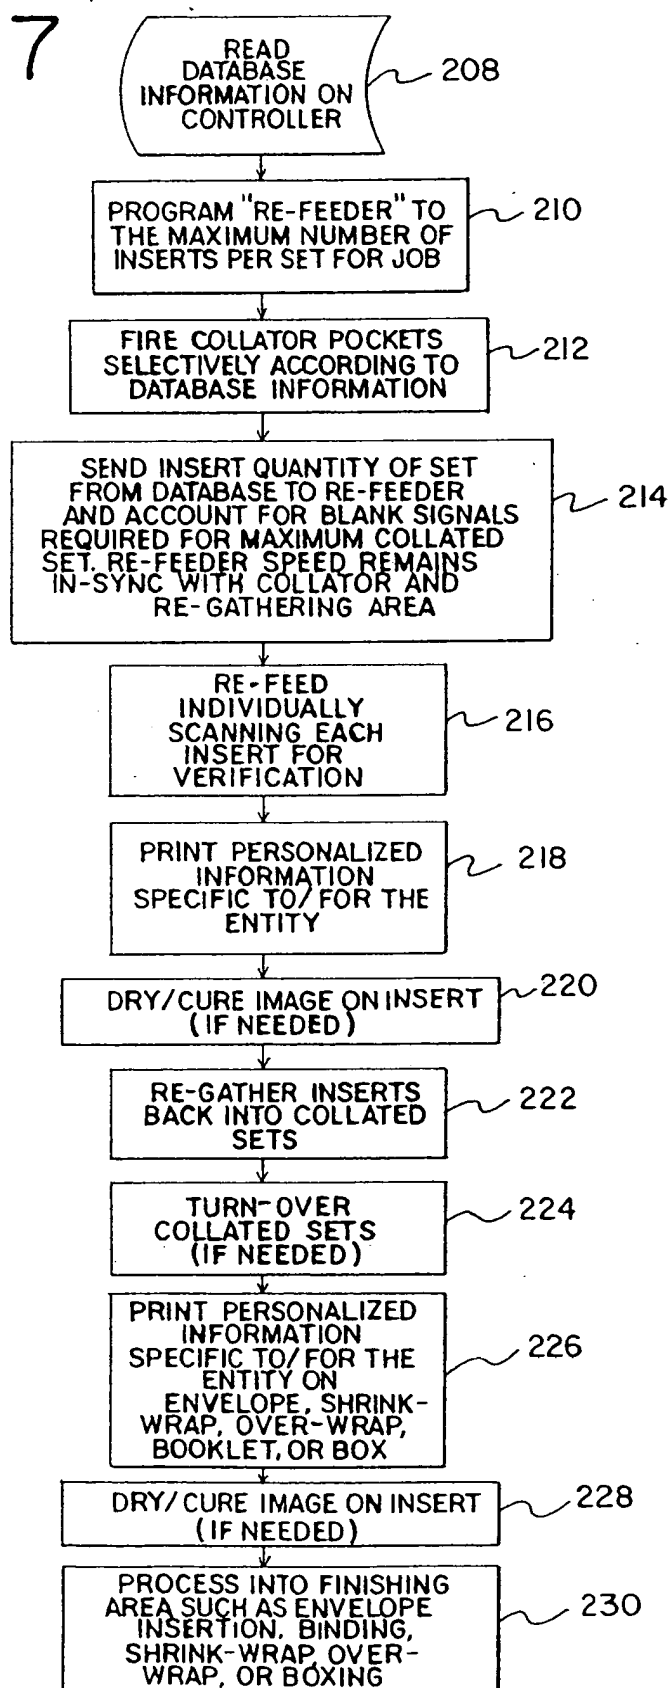 7
READ
DATABASE
INFORMATION ON
CONTROLLER
208
PROGRAM "RE-FEEDER" TO
THE MAXIMUM NUMBER OF
INSERTS PER SET FOR JOB
210
FIRE COLLATOR POCKETS
SELECTIVELY ACCORDING TO
DATABASE INFORMATION
212
SEND INSERT QUANTITY OF SET
FROM DATABASE TO RE-FEEDER
AND ACCOUNT FOR BLANK SIGNALS
REQUIRED FOR MAXIMUM COLLATED
SET. RE-FEEDER SPEED REMAINS
IN-SYNC WITH COLLATOR AND
RE-GATHERING AREA
214
RE-FEED
INDIVIDUALLY
SCANNING EACH
INSERT FOR
VERIFICATION
216
PRINT PERSONALIZED
INFORMATION
SPECIFIC TO/FOR THE
ENTITY
218
DRY/CURE IMAGE ON INSERT
(IF NEEDED)
220
RE-GATHER INSERTS
BACK INTO COLLATED
SETS
222
TURN-OVER
COLLATED SETS
(IF NEEDED)
224
PRINT PERSONALIZED
INFORMATION
SPECIFIC TO/FOR THE
ENTITY ON
ENVELOPE, SHRINK-
WRAP, OVER-WRAP,
BOOKLET, OR BOX
226
DRY/CURE IMAGE ON INSERT
(IF NEEDED)
228
PROCESS INTO FINISHING
AREA SUCH AS ENVELOPE
INSERTION. BINDING,
SHRINK-WRAP, OVER-
WRAP, OR BOXING
230